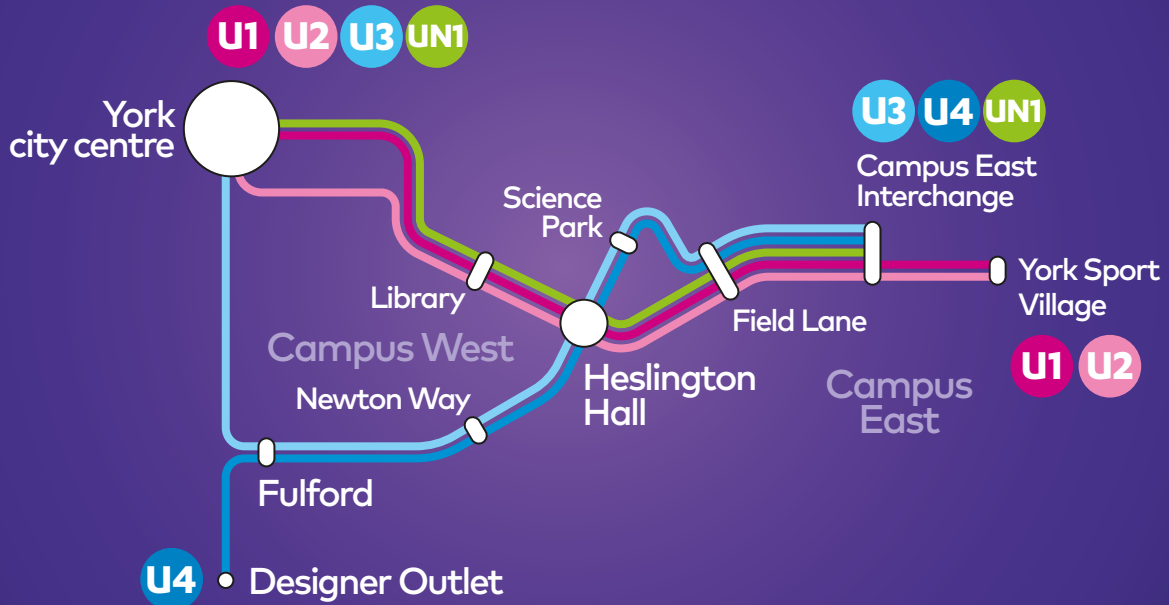 U1 U2 U3 UN1
York
city centre
U3 U4 UN1
Campus East
Interchange
Science
Park
Library
York Sport
Village
Field Lane
Campus West
Heslington
Hall
U1 U2
Newton Way
Campus
East
Fulford
U4
Designer Outlet